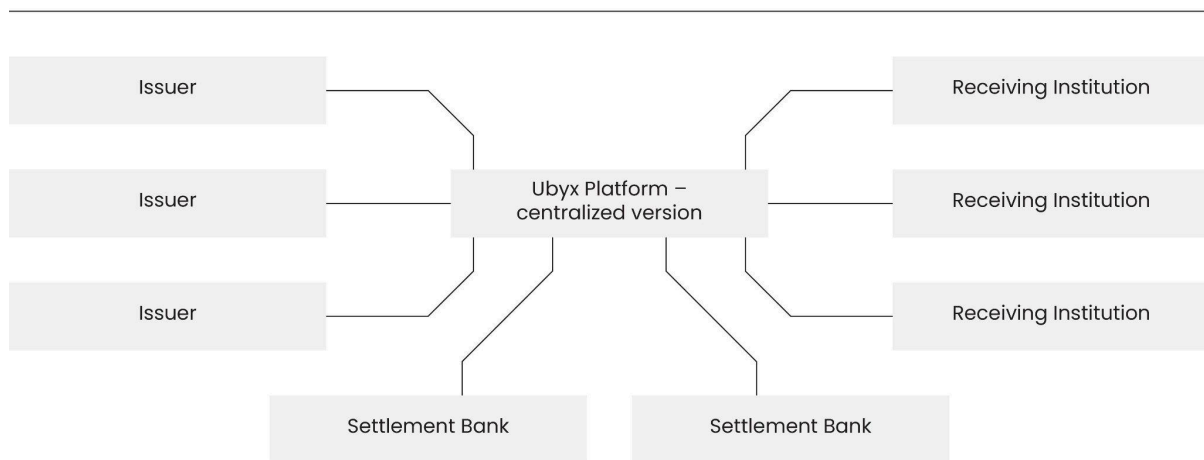 Issuer
Receiving Institution
Issuer
Ubyx Platform –
centralized version
Receiving Institution
Issuer
Receiving Institution
Settlement Bank
Settlement Bank